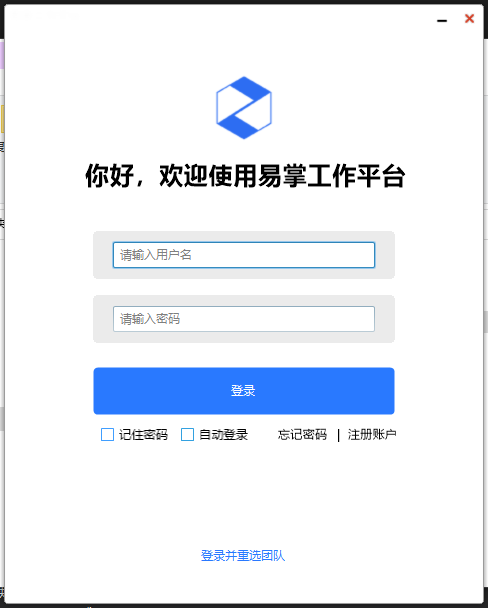 你好，欢迎使用易掌工作平台
请输入用户名
请输入密码
登录
记住密码 自动登录 忘记密码 | 注册账户
登录并重选团队